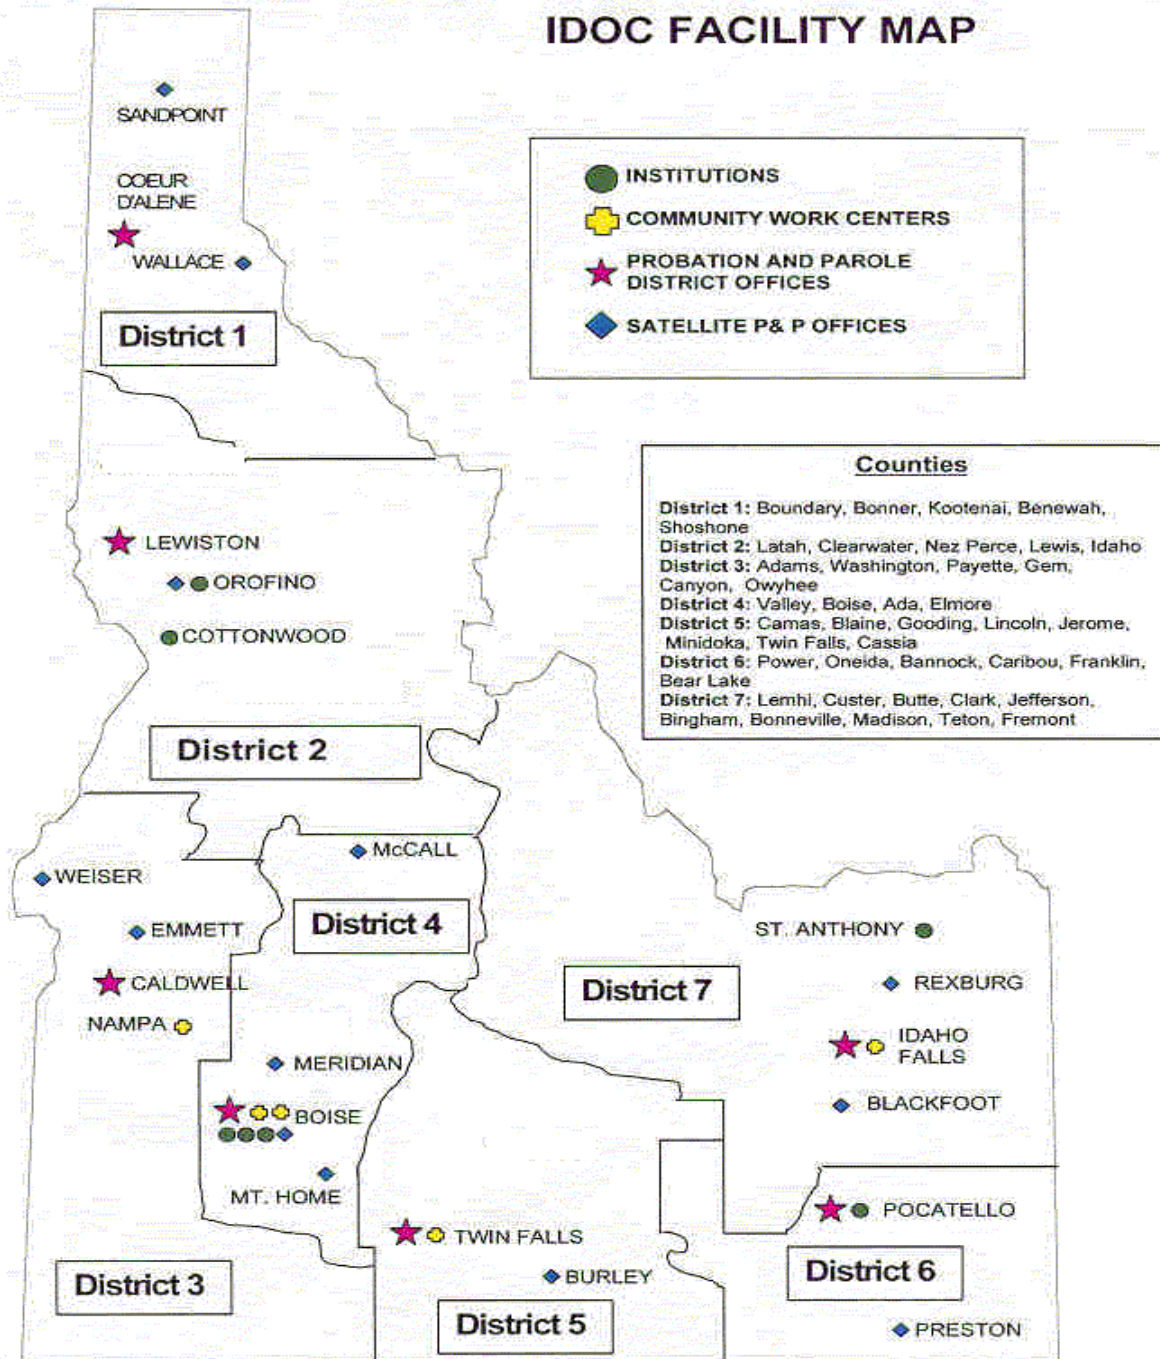 IDOC FACILITY MAP
SANDPOINT
COEUR
D'ALENE
WALLACE
District 1
INSTITUTIONS
COMMUNITY WORK CENTERS
PROBATION AND PAROLE
DISTRICT OFFICES
SATELLITE P& P OFFICES
Counties
District 1: Boundary, Bonner, Kootenai, Benewah,
Shoshone
District 2: Latah, Clearwater, Nez Perce, Lewis, Idaho
District 3: Adams, Washington, Payette, Gem,
Canyon, Owyhee
District 4: Valley, Boise, Ada, Elmore
District 5: Camas, Blaine, Gooding, Lincoln, Jerome,
Minidoka, Twin Falls, Cassia
District 6: Power, Oneida, Bannock, Caribou, Franklin,
Bear Lake
District 7: Lemhi, Custer, Butte, Clark, Jefferson,
Bingham, Bonneville, Madison, Teton, Fremont
LEWISTON
OROFINO
COTTONWOOD
District 2
McCALL
WEISER
EMMETT
District 4
CALDWELL
NAMPA
MERIDIAN
BOISE
MT. HOME
District 3
ST. ANTHONY
District 7
REXBURG
IDAHO
FALLS
BLACKFOOT
TWIN FALLS
BURLEY
District 5
POCATELLO
District 6
PRESTON